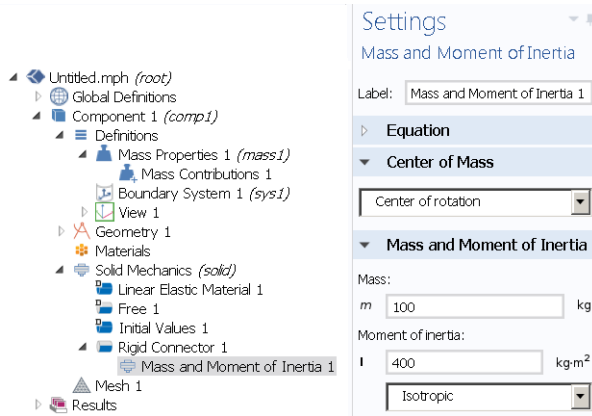 Untitled.mph (root)
Global Definitions
Component 1 (comp1)
Definitions
Mass Properties 1 (mass1)
Mass Contributions 1
Boundary System 1 (sys1)
View 1
Geometry 1
Materials
Solid Mechanics (solid)
Linear Elastic Material 1
Free 1
Initial Values 1
Rigid Connector 1
Mass and Moment of Inertia 1
Mesh 1
Results
Settings
Mass and Moment of Inertia
Label: Mass and Moment of Inertia 1
Equation
Center of Mass
Center of rotation
Mass and Moment of Inertia
Mass:
m 100 kg
Moment of inertia:
I 400 kg·m²
Isotropic